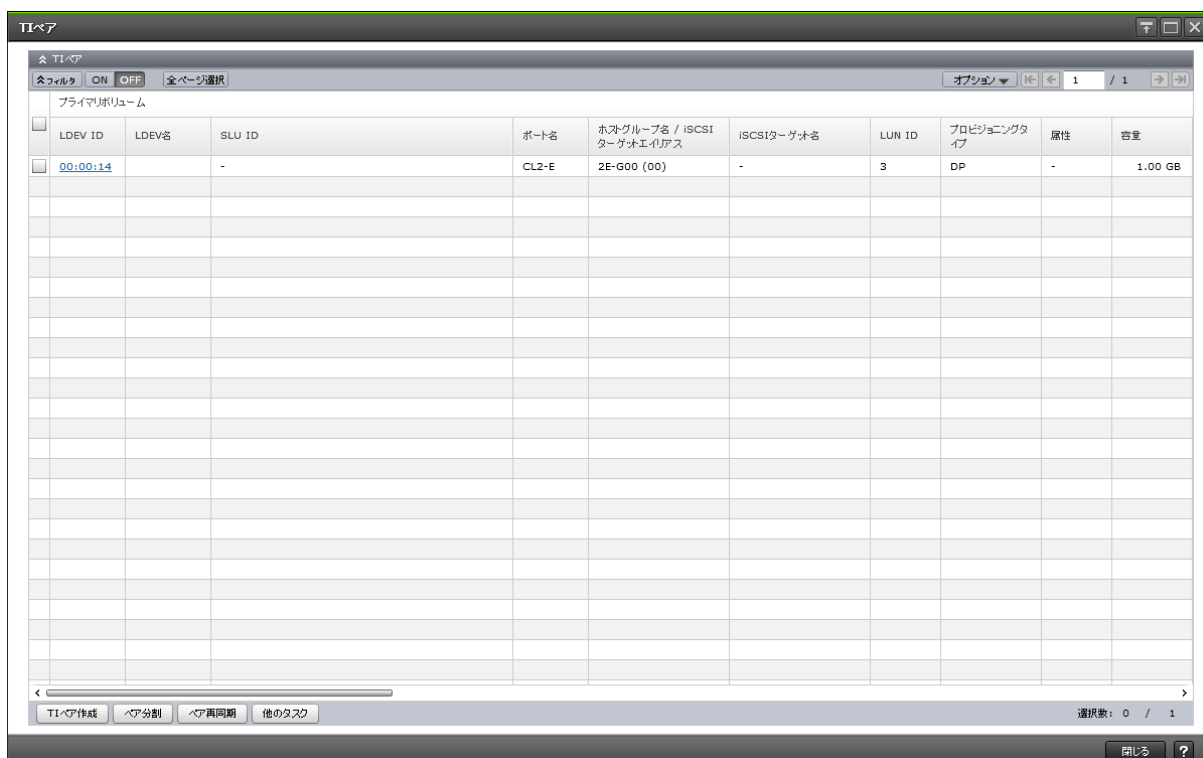 TIペア
TIペア
フィルタ ON OFF 全ページ選択 オプション 1 / 1
プライマリボリューム
LDEV ID LDEV名 SLU ID ポート名 ホストグループ名 / iSCSI iSCSIターゲット名 LUN ID プロビジョニングタ 属性 容量
ターゲットエイリアス イプ
00:00:14 - CL2-E 2E-G00 (00) - 3 DP - 1.00 GB
TIペア作成 ペア分割 ペア再同期 他のタスク 選択数: 0 / 1
閉じる ?